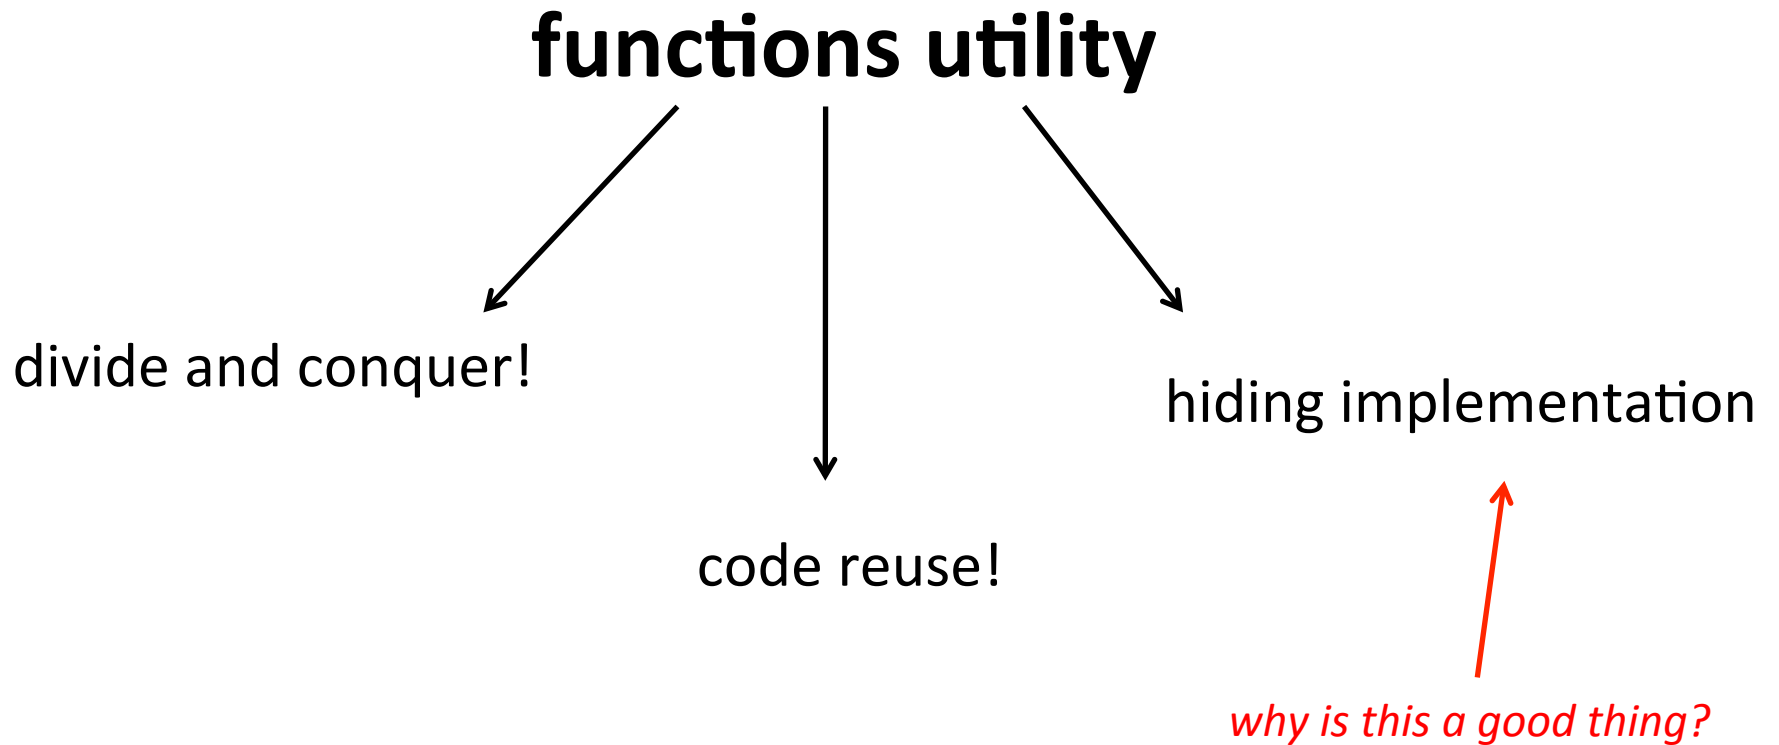 functions utility
divide and conquer!
hiding implementation
code reuse!
why is this a good thing?